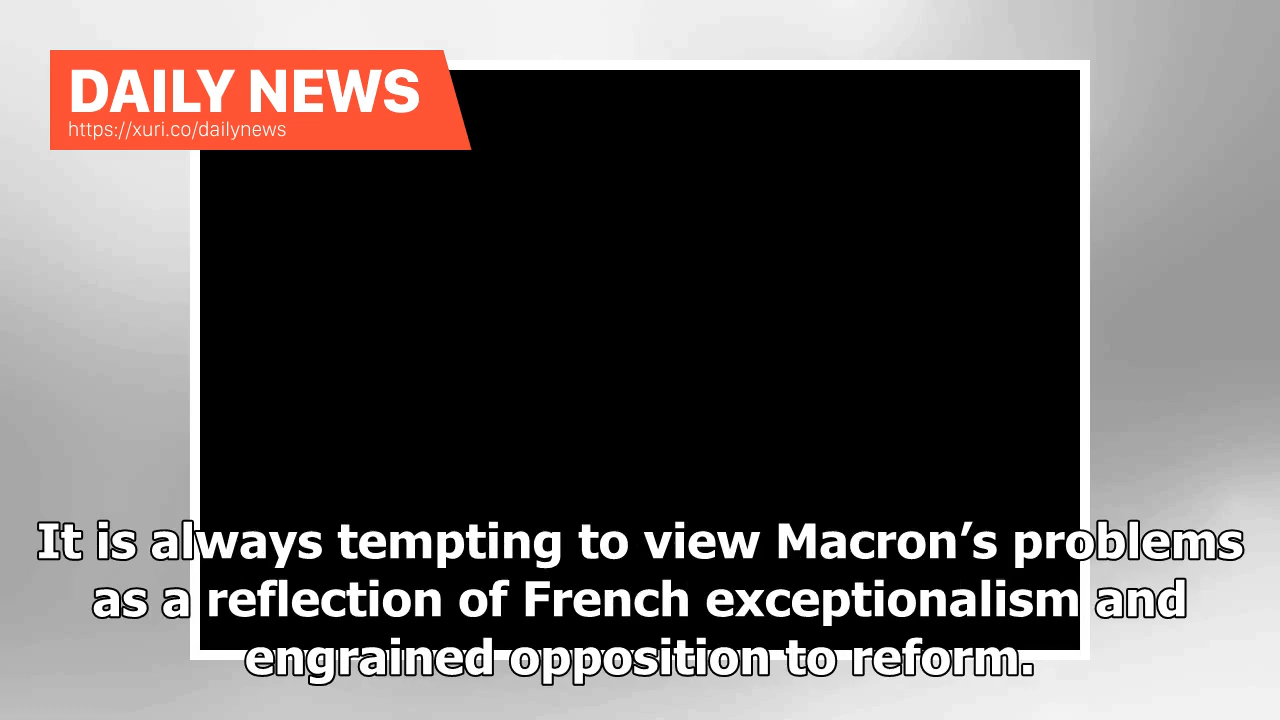 DAILY NEWS
https://xuri.co/dailynews
It is always tempting to view Macron’s problems
as a reflection of French exceptionalism and
engrained opposition to reform.